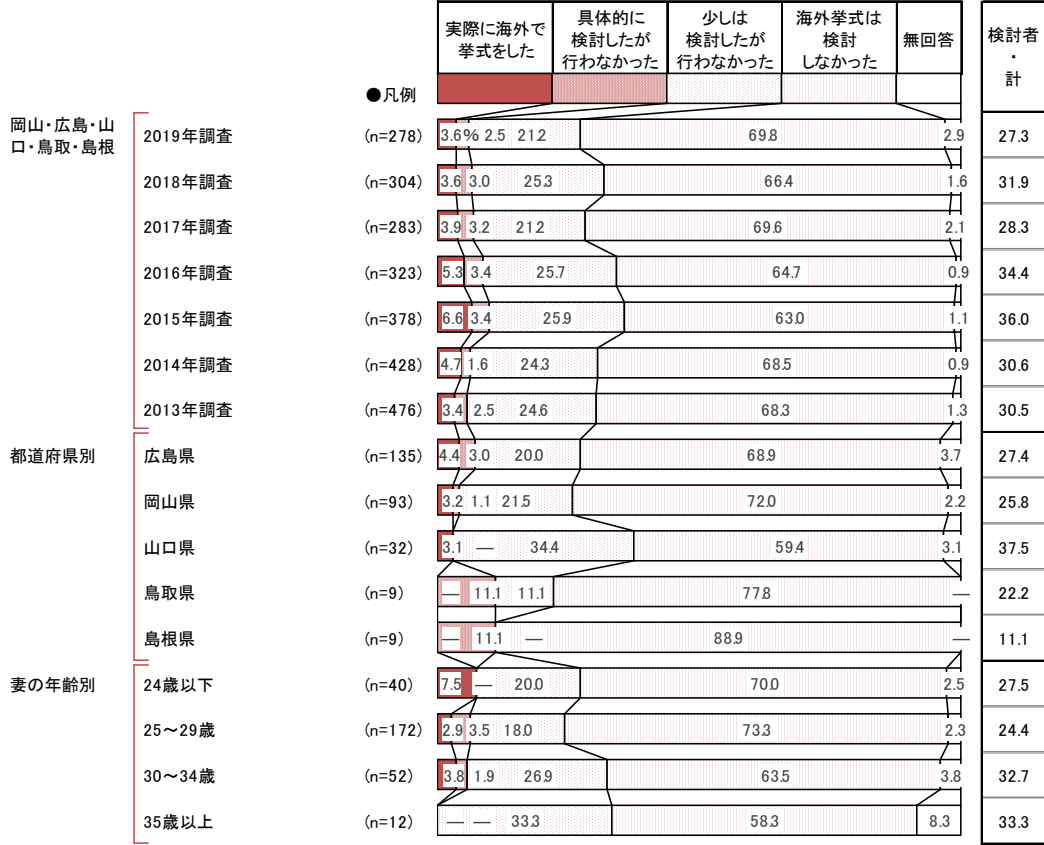 実際に海外で
挙式をした
具体的に
検討したが
行わなかった
少しは
検討したが
行わなかった
海外挙式は
検討
しなかった
無回答
検討者
・
計
●凡例
岡山・広島・山
口・鳥取・島根
2019年調査 (n=278) 3.6% 2.5 21.2 69.8 2.9 27.3
2018年調査 (n=304) 3.6 3.0 25.3 66.4 1.6 31.9
2017年調査 (n=283) 3.9 3.2 21.2 69.6 2.1 28.3
2016年調査 (n=323) 5.3 3.4 25.7 64.7 0.9 34.4
2015年調査 (n=378) 6.6 3.4 25.9 63.0 1.1 36.0
2014年調査 (n=428) 4.7 1.6 24.3 68.5 0.9 30.6
2013年調査 (n=476) 3.4 2.5 24.6 68.3 1.3 30.5
都道府県別
広島県 (n=135) 4.4 3.0 20.0 68.9 3.7 27.4
岡山県 (n=93) 3.2 1.1 21.5 72.0 2.2 25.8
山口県 (n=32) 3.1 ― 34.4 59.4 3.1 37.5
鳥取県 (n=9) ― 11.1 11.1 77.8 ― 22.2
島根県 (n=9) ― 11.1 ― 88.9 ― 11.1
妻の年齢別
24歳以下 (n=40) 7.5 ― 20.0 70.0 2.5 27.5
25～29歳 (n=172) 2.9 3.5 18.0 73.3 2.3 24.4
30～34歳 (n=52) 3.8 1.9 26.9 63.5 3.8 32.7
35歳以上 (n=12) ― ― 33.3 58.3 8.3 33.3